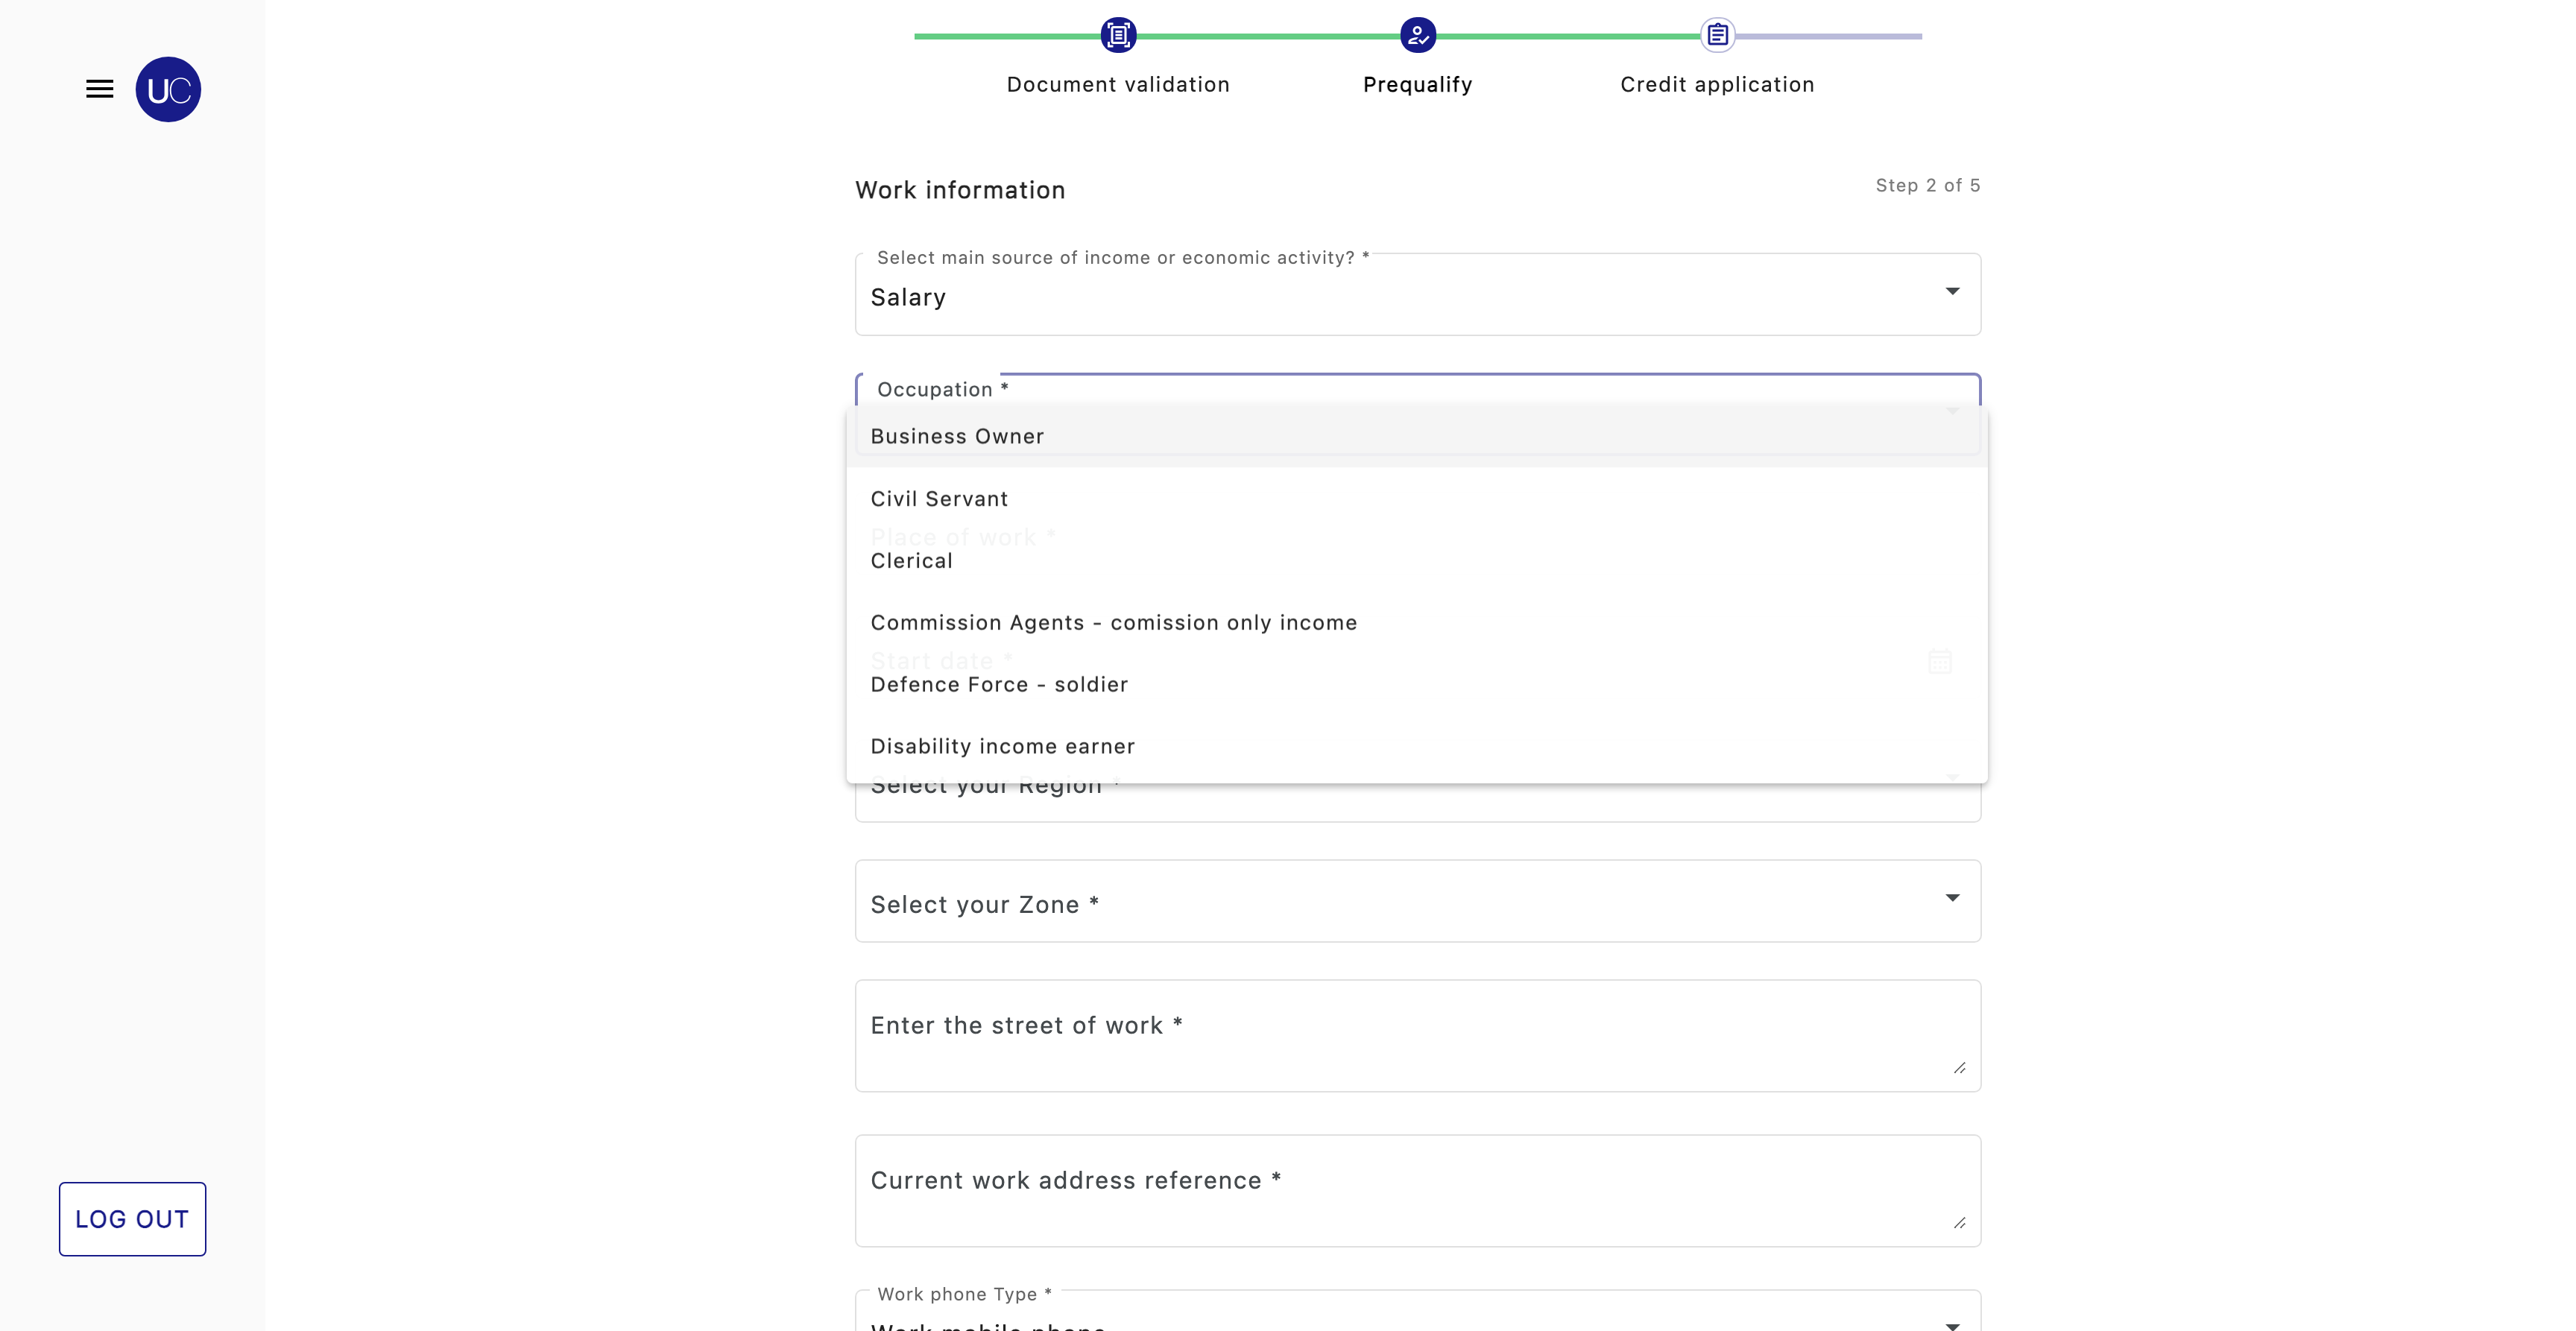 UC
Document validation
Prequalify
Credit application
Work information
Step 2 of 5
Select main source of income or economic activity? *
Salary
Occupation *
Business Owner
Civil Servant
Place of work *
Clerical
Commission Agents - comission only income
Start date *
Defence Force - soldier
Disability income earner
Select your Region *
Select your Zone *
Enter the street of work *
Current work address reference *
LOG OUT
Work phone Type *
Work mobile phone